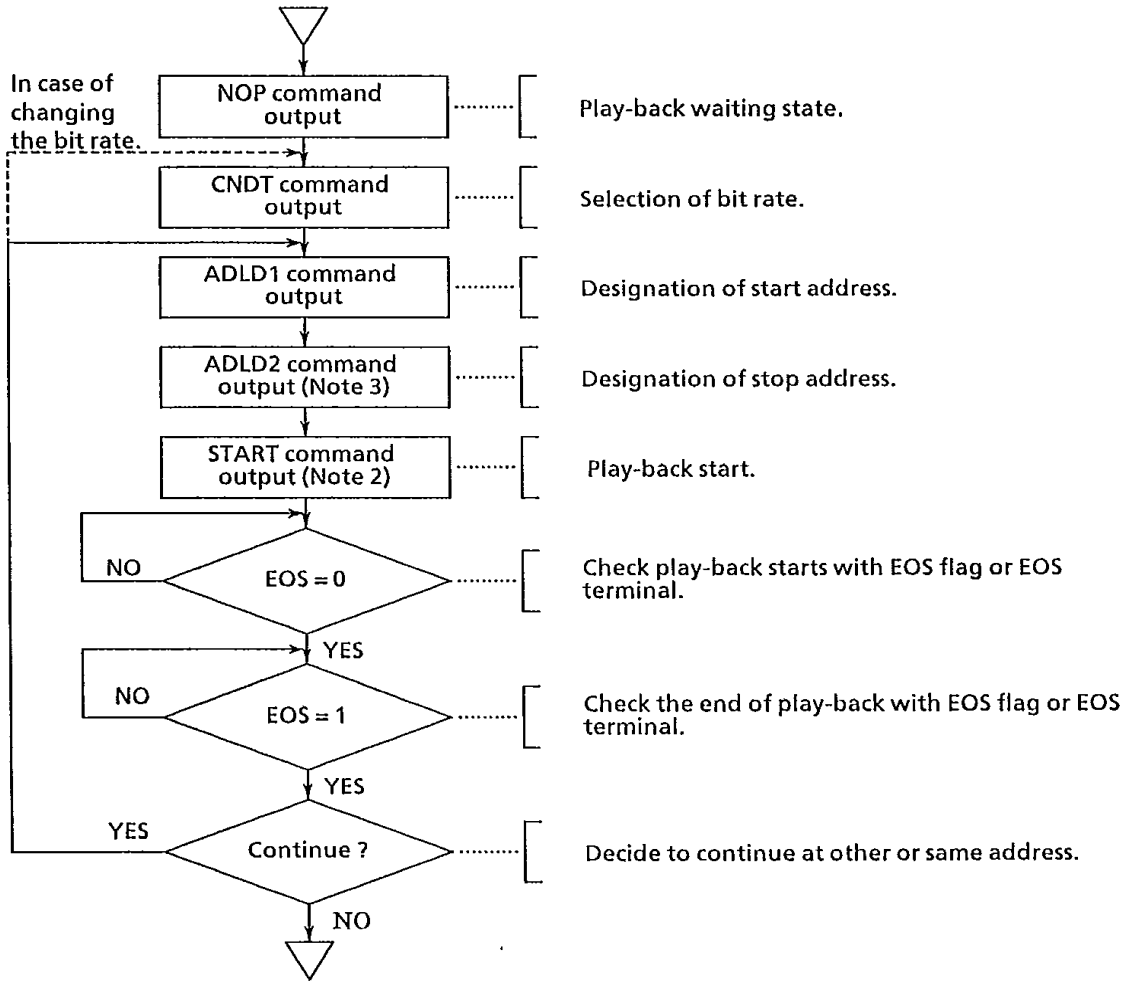 In case of
changing
the bit rate.
NOP command
output
Play-back waiting state.
CNDT command
output
Selection of bit rate.
ADLD1 command
output
Designation of start address.
ADLD2 command
output (Note 3)
Designation of stop address.
START command
output (Note 2)
Play-back start.
NO
EOS = 0
Check play-back starts with EOS flag or EOS
terminal.
YES
NO
EOS = 1
Check the end of play-back with EOS flag or EOS
terminal.
YES
YES
Continue ?
Decide to continue at other or same address.
NO